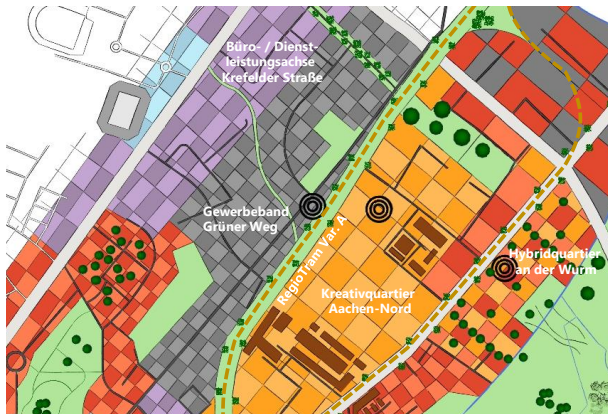 Büro- / Dienst-
leistungsachse
Krefelder Straße
Gewerbeband
Grüner Weg
RegioTram Var. A
Hybridquartier
an der Wurm
Kreativquartier
Aachen-Nord